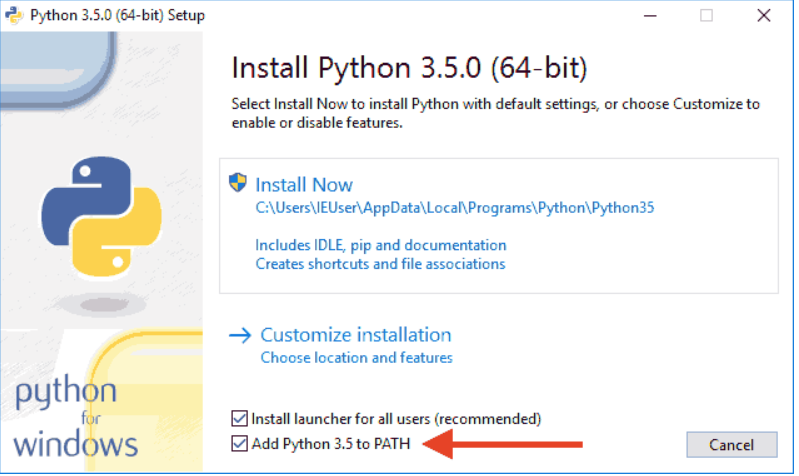 Python 3.5.0 (64-bit) Setup
Install Python 3.5.0 (64-bit)
Select Install Now to install Python with default settings, or choose Customize to
enable or disable features.
Install Now
C:\Users\IEUser\AppData\Local\Programs\Python\Python35
Includes IDLE, pip and documentation
Creates shortcuts and file associations
Customize installation
Choose location and features
python
for
windows
Install launcher for all users (recommended)
Add Python 3.5 to PATH
Cancel